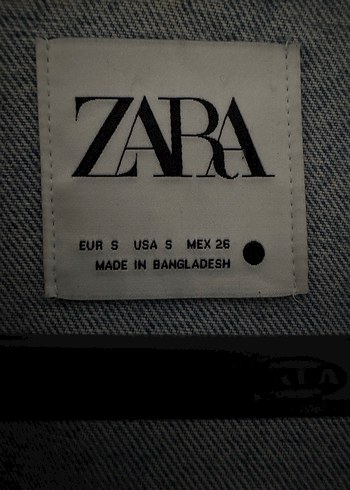 ZARA
EUR S USA S MEX 26
MADE IN BANGLADESH